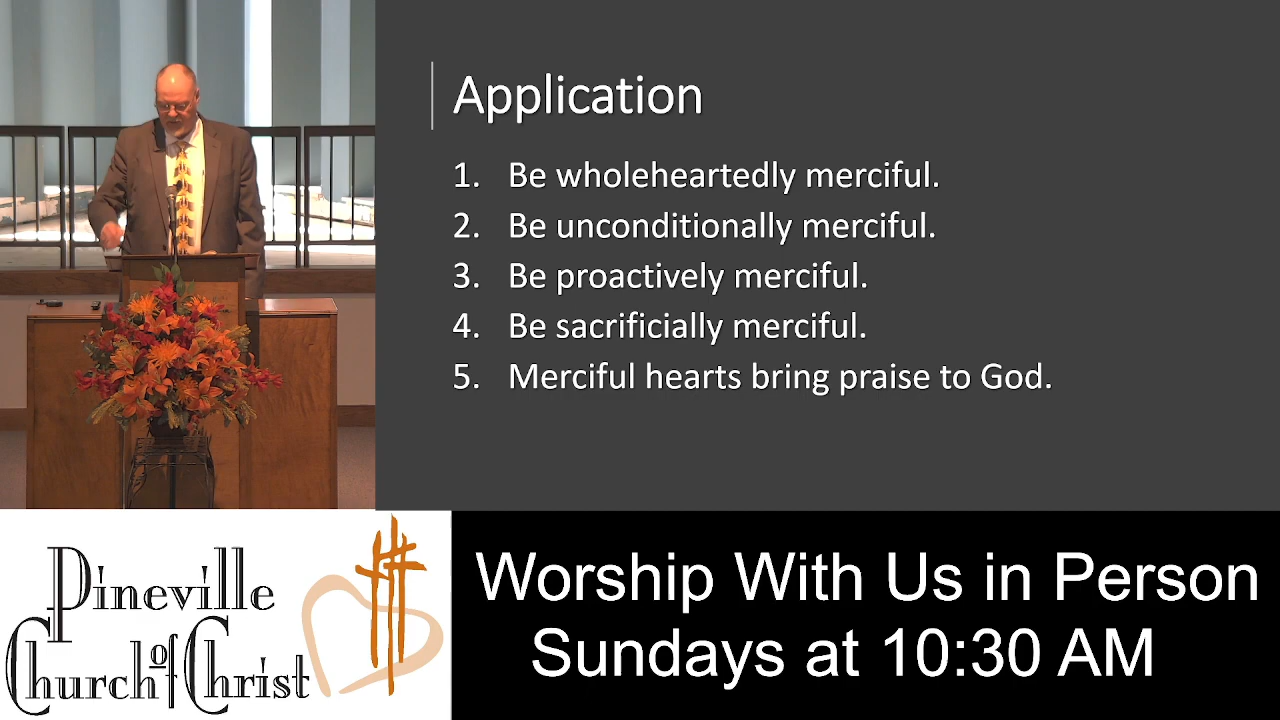 Application
1. Be wholeheartedly merciful.
2. Be unconditionally merciful.
3. Be proactively merciful.
4. Be sacrificially merciful.
5. Merciful hearts bring praise to God.
Pineville
Church of Christ
Worship With Us in Person
Sundays at 10:30 AM